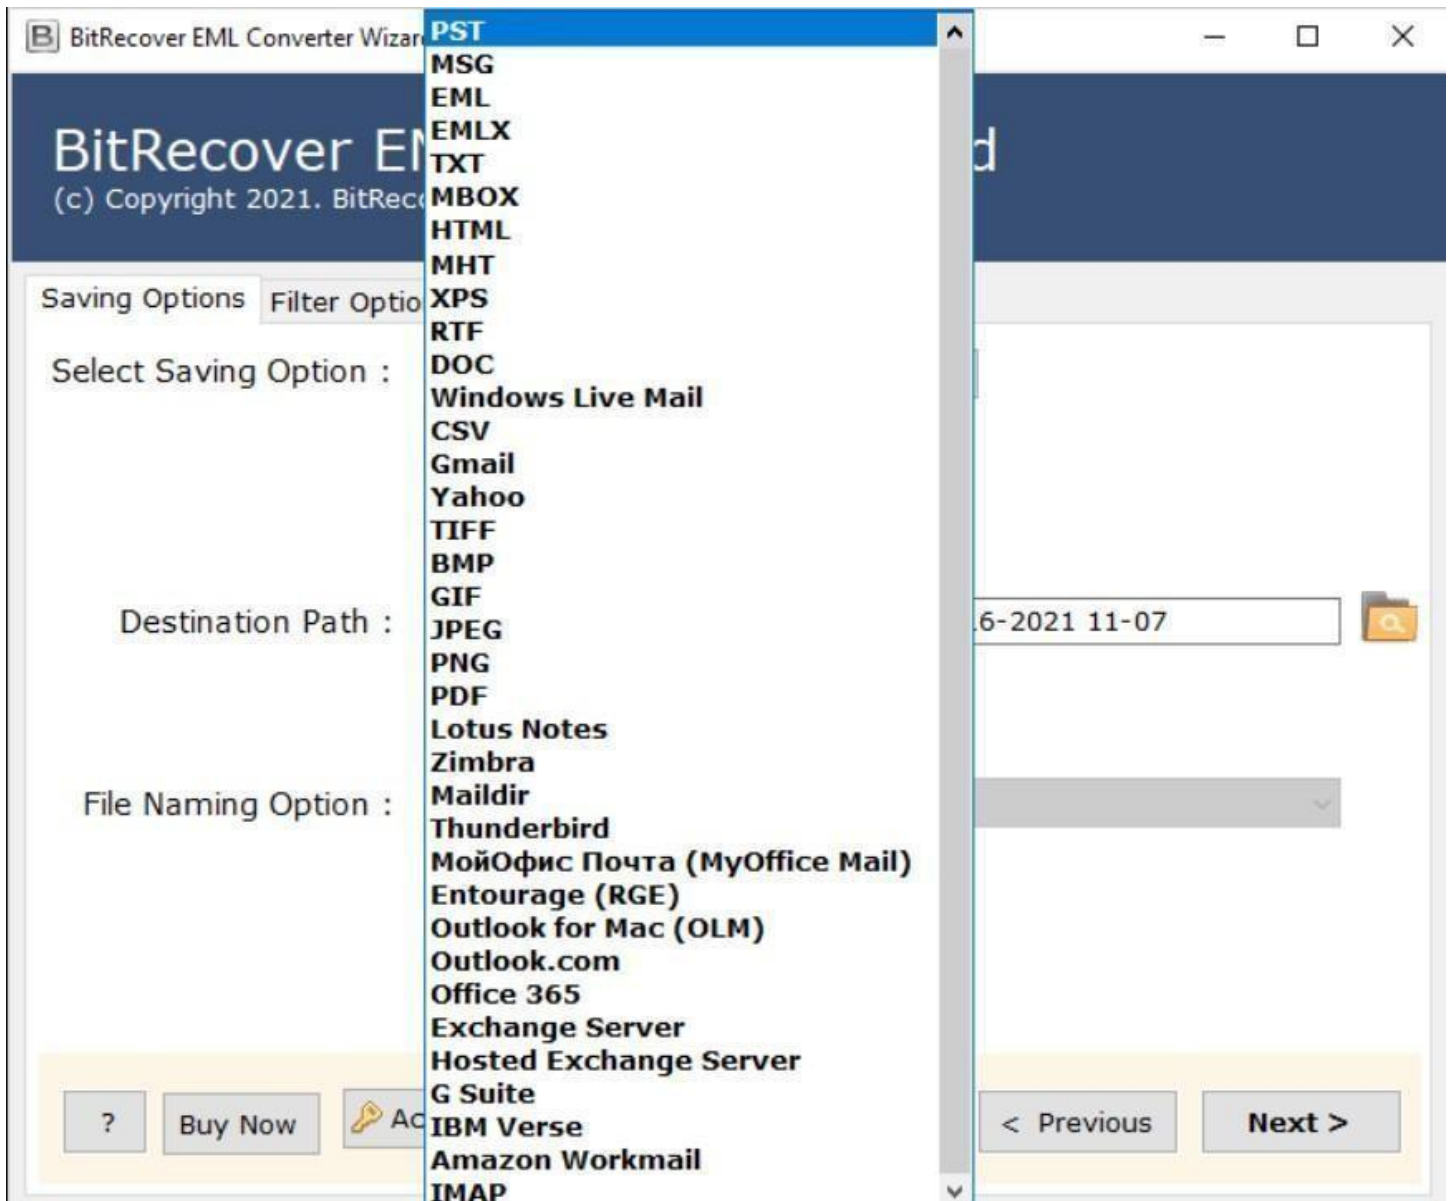 BitRecover EML Converter Wizar
BitRecover E
d
(c) Copyright 2021. BitReco
Saving Options
Filter Optio
Select Saving Option :
PST
MSG
EML
EMLX
TXT
MBOX
HTML
MHT
XPS
RTF
DOC
Windows Live Mail
CSV
Gmail
Yahoo
TIFF
BMP
GIF
JPEG
PNG
PDF
Lotus Notes
Zimbra
Maildir
Thunderbird
МойОфис Почта (MyOffice Mail)
Entourage (RGE)
Outlook for Mac (OLM)
Outlook.com
Office 365
Exchange Server
Hosted Exchange Server
G Suite
IBM Verse
Amazon Workmail
IMAP
Destination Path :
6-2021 11-07
File Naming Option :
?
Buy Now
Ac
< Previous
Next >